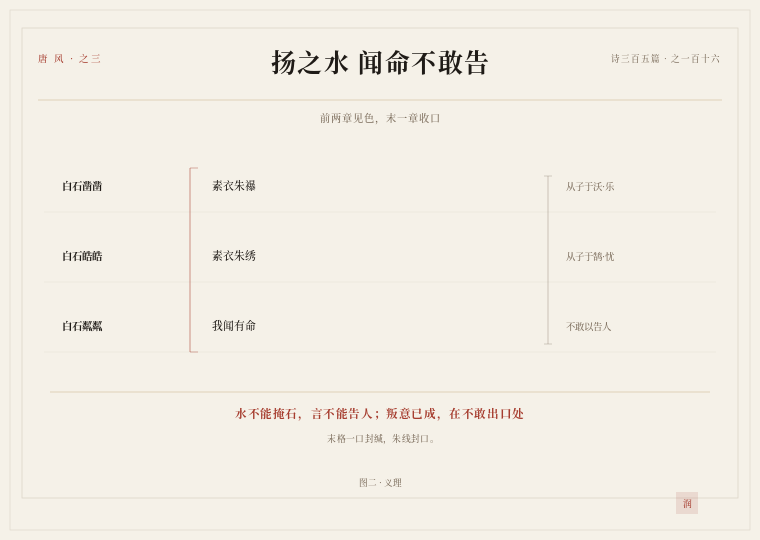 唐风·之三
扬之水 闻命不敢告
诗三百五篇·之一百十六
前两章见色，末一章收口
白石凿凿
素衣朱襮
从子于沃·乐
白石皓皓
素衣朱绣
从子于鹄·忧
白石粼粼
我闻有命
不敢以告人
水不能掩石，言不能告人；叛意已成，在不敢出口处
末格一口封缄，朱线封口。
图二·义理
润